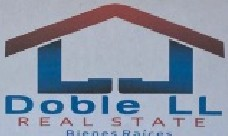 Doble LL
REAL STATE
Bienes Raíces